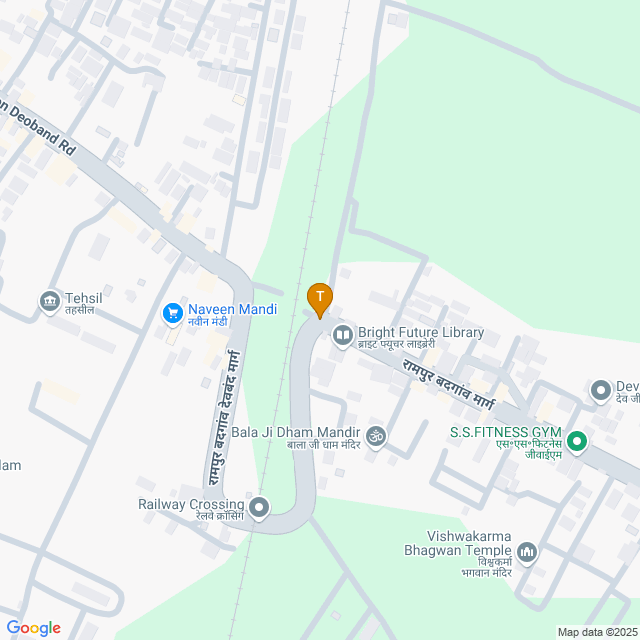 on Deoband Rd
Tehsil
तहसील
Naveen Mandi
नवीन मंडी
T
Bright Future Library
ब्राइट फ्यूचर लाइब्रेरी
रामपुर बदगांव देवबंद मार्ग
रामपुर बदगांव मार्ग
Dev
देव जी
Bala Ji Dham Mandir
बाला जी धाम मंदिर
S.S.FITNESS GYM
एस॰एस॰फिटनेस
जीवाईएम
lam
Railway Crossing
रेलवे क्रॉसिंग
Vishwakarma
Bhagwan Temple
विश्वकर्मा
भगवान मंदिर
Google
Map data ©2025